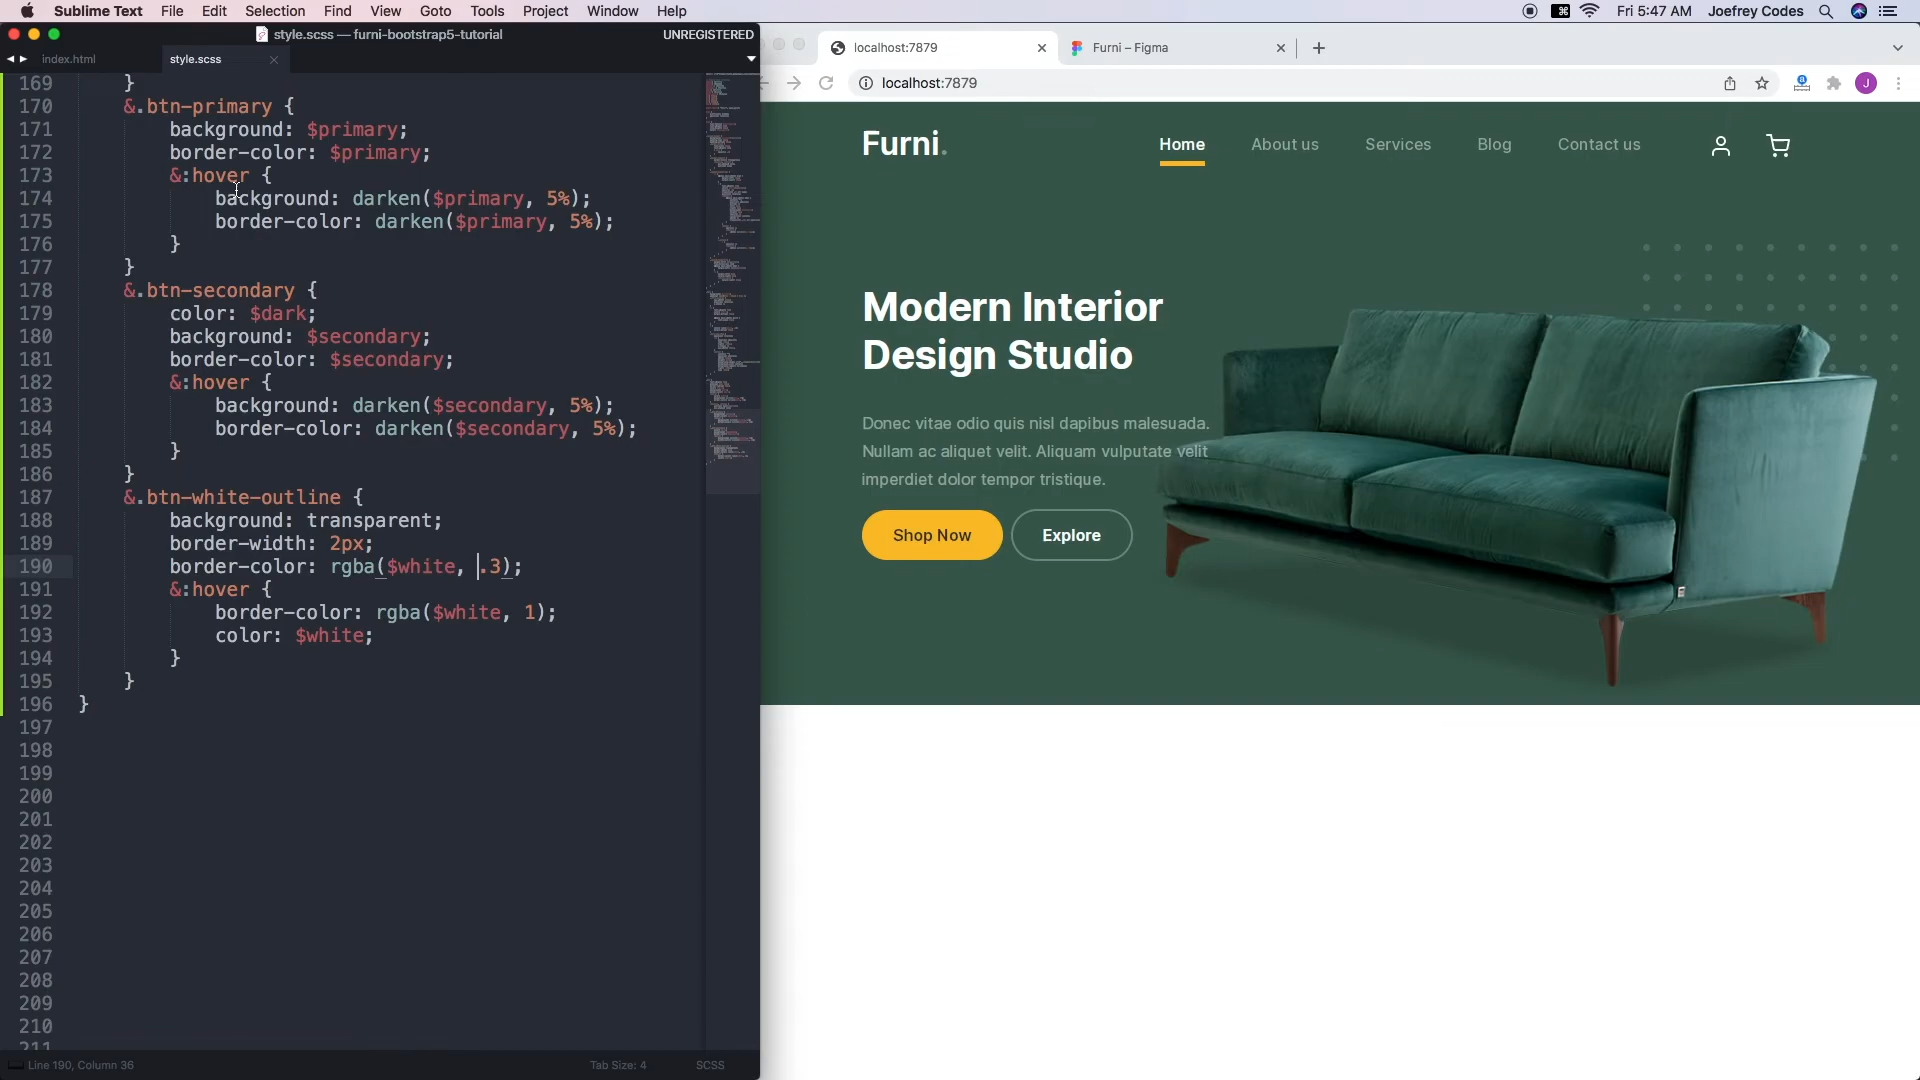 Sublime Text File Edit Selection Find View Goto Tools Project Window Help
Fri 5:47 AM Joefrey Codes
style.scss — furni-bootstrap5-tutorial
UNREGISTERED
index.html
style.scss
169 }
170 &.btn-primary {
171 background: $primary;
172 border-color: $primary;
173 &:hover {
174 background: darken($primary, 5%);
175 border-color: darken($primary, 5%);
176 }
177 }
178 &.btn-secondary {
179 color: $dark;
180 background: $secondary;
181 border-color: $secondary;
182 &:hover {
183 background: darken($secondary, 5%);
184 border-color: darken($secondary, 5%);
185 }
186 }
187 &.btn-white-outline {
188 background: transparent;
189 border-width: 2px;
190 border-color: rgba($white, .3);
191 &:hover {
192 border-color: rgba($white, 1);
193 color: $white;
194 }
195 }
196 }
197
198
199
200
201
202
203
204
205
206
207
208
209
210
211
Line 190, Column 36
Tab Size: 4
SCSS
localhost:7879
Furni – Figma
localhost:7879
J
Furni.
Home About us Services Blog Contact us
Modern Interior
Design Studio
Donec vitae odio quis nisl dapibus malesuada.
Nullam ac aliquet velit. Aliquam vulputate velit
imperdiet dolor tempor tristique.
Shop Now
Explore